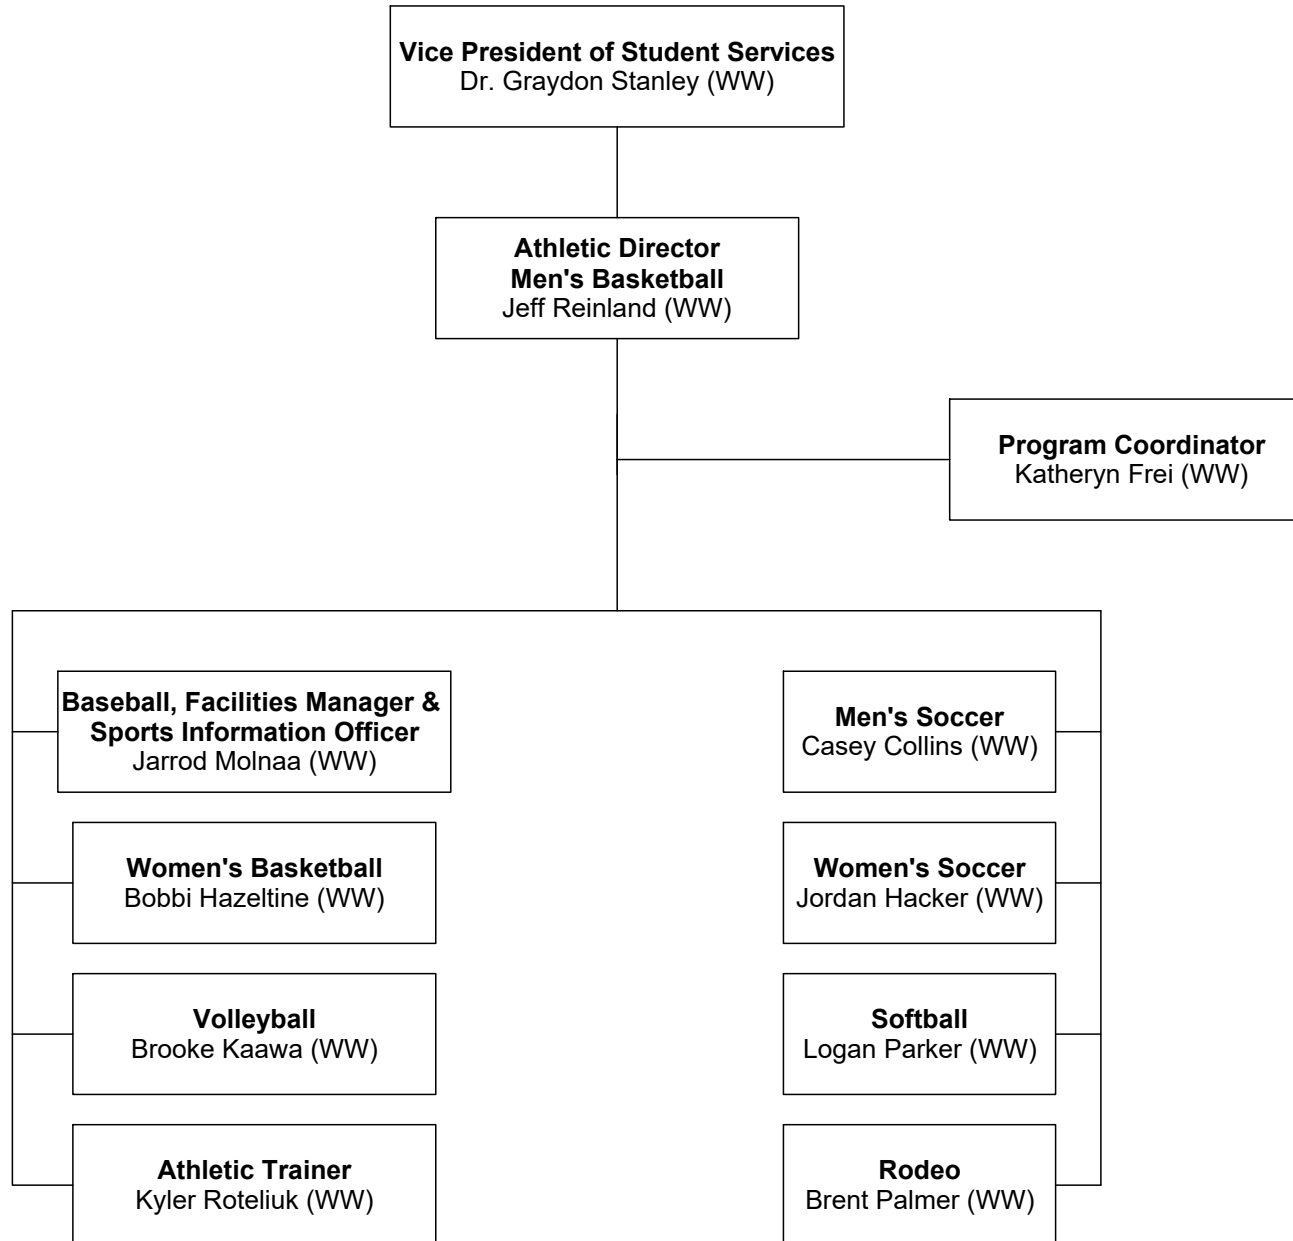 Vice President of Student Services
Dr. Graydon Stanley (WW)
Athletic Director
Men's Basketball
Jeff Reinland (WW)
Program Coordinator
Katheryn Frei (WW)
Baseball, Facilities Manager &
Sports Information Officer
Jarrod Molnaa (WW)
Women's Basketball
Bobbi Hazeltine (WW)
Volleyball
Brooke Kaawa (WW)
Athletic Trainer
Kyler Roteliuk (WW)
Men's Soccer
Casey Collins (WW)
Women's Soccer
Jordan Hacker (WW)
Softball
Logan Parker (WW)
Rodeo
Brent Palmer (WW)